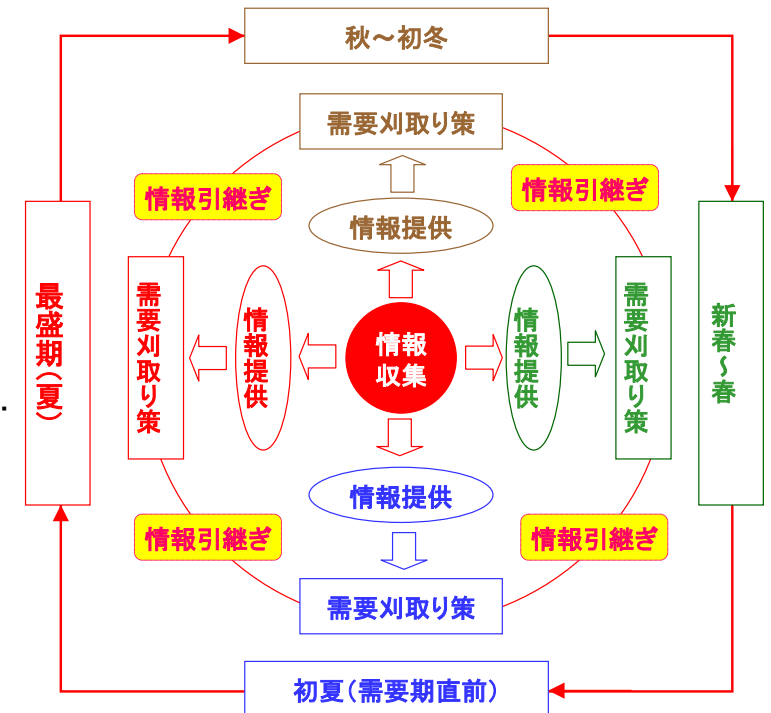 秋～初冬
需要刈取り策
情報引継ぎ
情報引継ぎ
情報提供
最盛期(夏)
需要刈取り策
情報提供
情報
収集
情報提供
需要刈取り策
新春～春
情報提供
情報引継ぎ
情報引継ぎ
需要刈取り策
初夏(需要期直前)